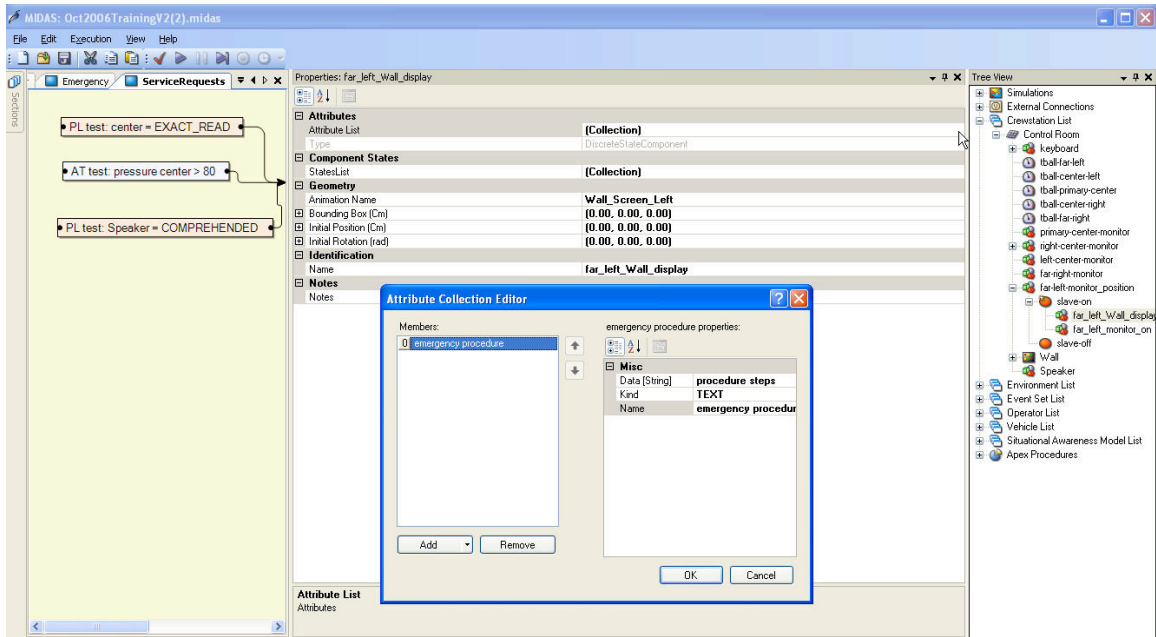 MIDAS: Oct2006TrainingV2(2).midas
File Edit Execution View Help
Sections
Emergency ServiceRequests
PL test: center = EXACT_READ
AT test: pressure center > 80
PL test: Speaker = COMPREHENDED
Properties: far_left_Wall_display
Attributes
Attribute List (Collection)
Type DiscreteStateComponent
Component States
StatesList (Collection)
Geometry
Animation Name Wall_Screen_Left
Bounding Box (Cm) (0.00, 0.00, 0.00)
Initial Position (Cm) (0.00, 0.00, 0.00)
Initial Rotation (rad) (0.00, 0.00, 0.00)
Identification
Name far_left_Wall_display
Notes
Notes
Attribute Collection Editor
Members:
0 emergency procedure
Add Remove
emergency procedure properties:
Misc
Data [String] procedure steps
Kind TEXT
Name emergency procedur
OK Cancel
Attribute List
Attributes
Tree View
Simulations
External Connections
Crewstation List
Control Room
keyboard
tball-far-left
tball-center-left
tball-primary-center
tball-center-right
tball-far-right
primary-center-monitor
right-center-monitor
left-center-monitor
far-right-monitor
far-left-monitor_position
slave-on
far_left_Wall_display
far_left_monitor_on
slave-off
Wall
Speaker
Environment List
Event Set List
Operator List
Vehicle List
Situational Awareness Model List
Apex Procedures